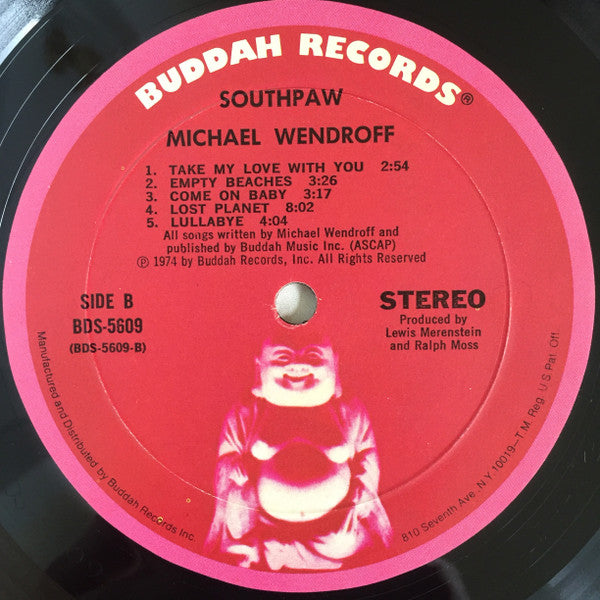 BUDDAH RECORDS®
SOUTHPAW
MICHAEL WENDROFF
1. TAKE MY LOVE WITH YOU 2:54
2. EMPTY BEACHES 3:26
3. COME ON BABY 3:17
4. LOST PLANET 8:02
5. LULLABYE 4:04
All songs written by Michael Wendroff and
published by Buddah Music Inc. (ASCAP)
℗ 1974 by Buddah Records, Inc. All Rights Reserved
SIDE B
BDS-5609
(BDS-5609-B)
STEREO
Produced by
Lewis Merenstein
and Ralph Moss
Manufactured and Distributed by Buddah Records Inc.
810 Seventh Ave. N.Y. 10019–T.M. Reg. U.S. Pat. Off.